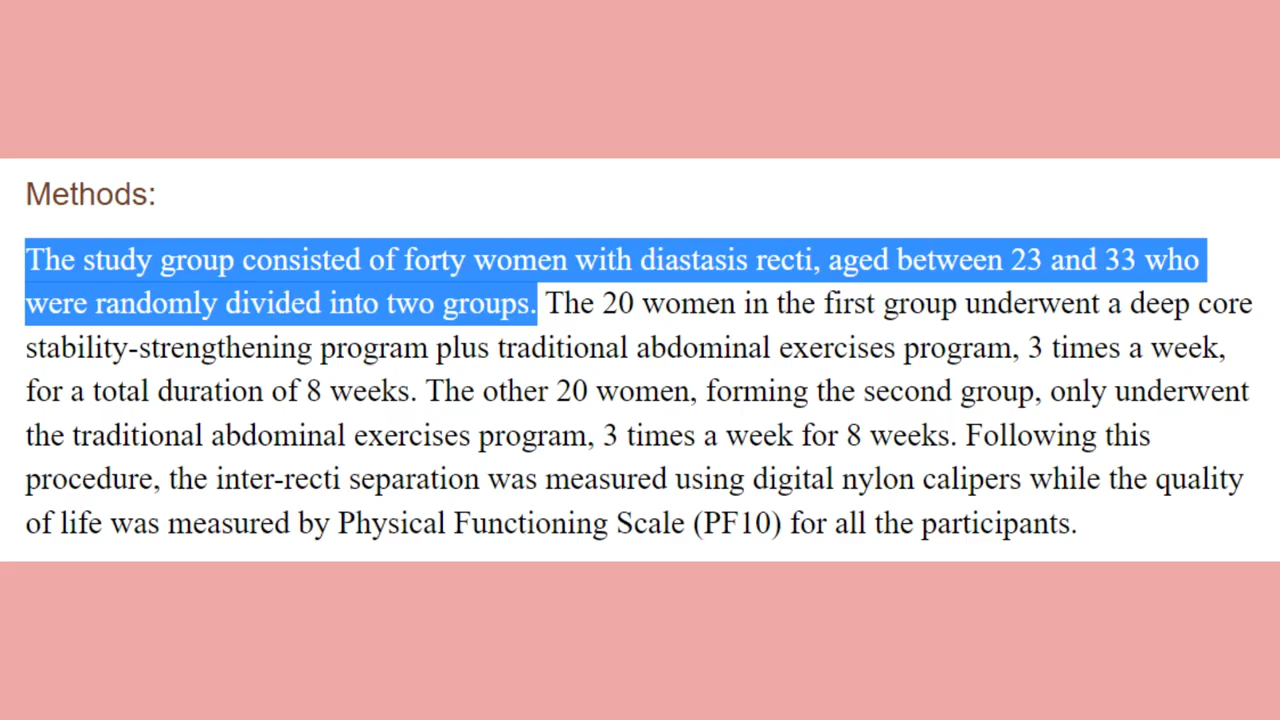 Methods:
The study group consisted of forty women with diastasis recti, aged between 23 and 33 who
were randomly divided into two groups. The 20 women in the first group underwent a deep core
stability-strengthening program plus traditional abdominal exercises program, 3 times a week,
for a total duration of 8 weeks. The other 20 women, forming the second group, only underwent
the traditional abdominal exercises program, 3 times a week for 8 weeks. Following this
procedure, the inter-recti separation was measured using digital nylon calipers while the quality
of life was measured by Physical Functioning Scale (PF10) for all the participants.